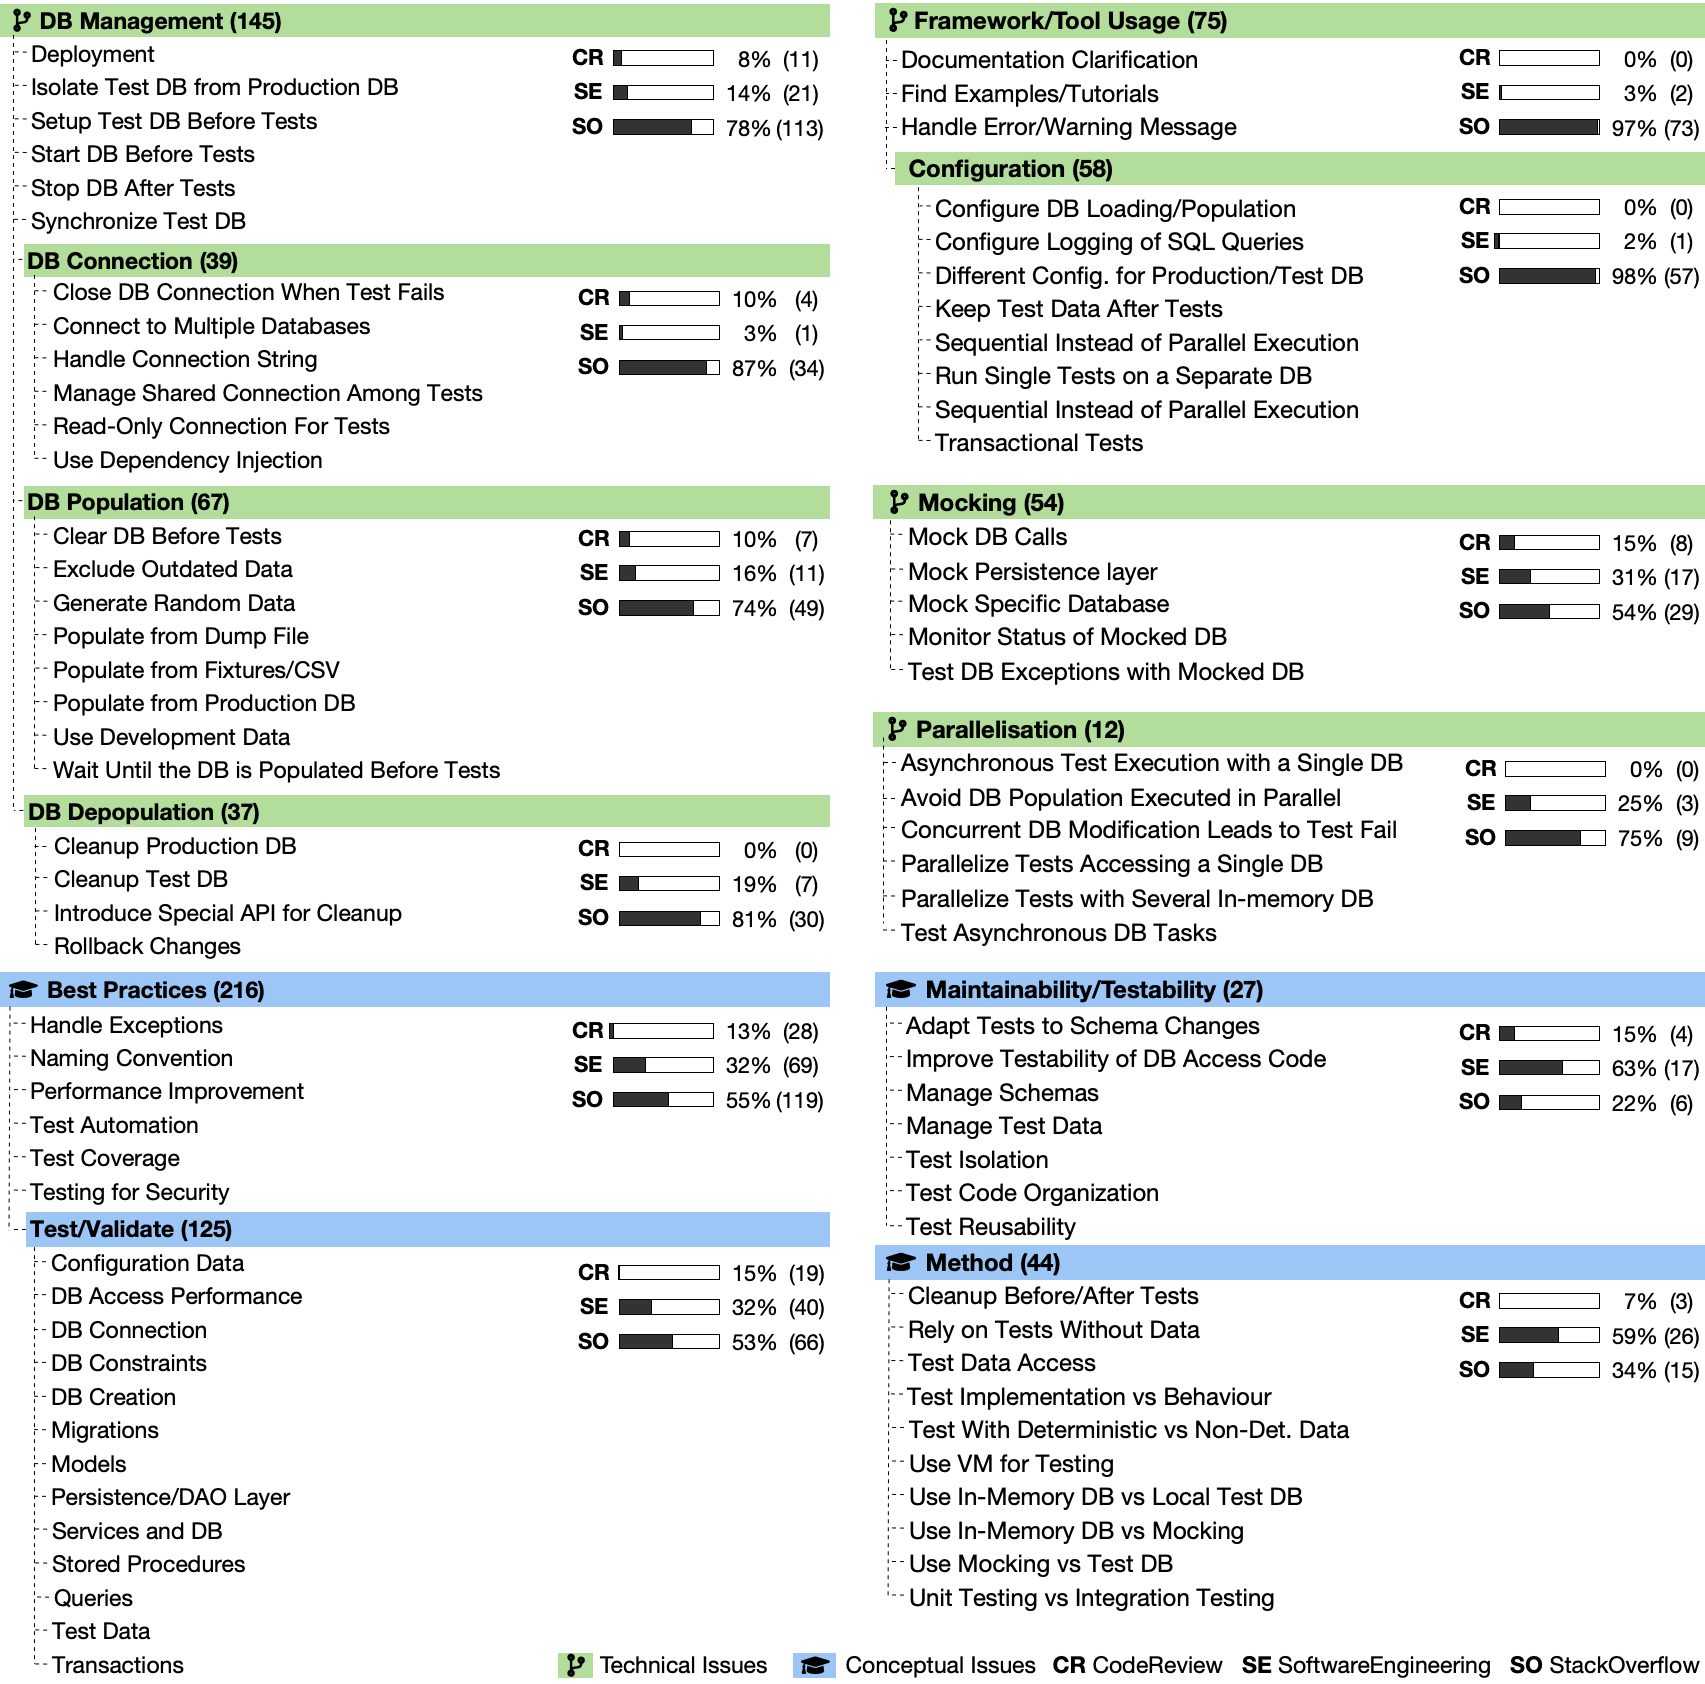 DB Management (145)
Deployment
CR 8% (11)
Isolate Test DB from Production DB
SE 14% (21)
Setup Test DB Before Tests
SO 78% (113)
Start DB Before Tests
Stop DB After Tests
Synchronize Test DB
DB Connection (39)
Close DB Connection When Test Fails
CR 10% (4)
Connect to Multiple Databases
SE 3% (1)
Handle Connection String
SO 87% (34)
Manage Shared Connection Among Tests
Read-Only Connection For Tests
Use Dependency Injection
DB Population (67)
Clear DB Before Tests
CR 10% (7)
Exclude Outdated Data
SE 16% (11)
Generate Random Data
SO 74% (49)
Populate from Dump File
Populate from Fixtures/CSV
Populate from Production DB
Use Development Data
Wait Until the DB is Populated Before Tests
DB Depopulation (37)
Cleanup Production DB
CR 0% (0)
Cleanup Test DB
SE 19% (7)
Introduce Special API for Cleanup
SO 81% (30)
Rollback Changes
Best Practices (216)
Handle Exceptions
CR 13% (28)
Naming Convention
SE 32% (69)
Performance Improvement
SO 55% (119)
Test Automation
Test Coverage
Testing for Security
Test/Validate (125)
Configuration Data
CR 15% (19)
DB Access Performance
SE 32% (40)
DB Connection
SO 53% (66)
DB Constraints
DB Creation
Migrations
Models
Persistence/DAO Layer
Services and DB
Stored Procedures
Queries
Test Data
Transactions
Framework/Tool Usage (75)
Documentation Clarification
CR 0% (0)
Find Examples/Tutorials
SE 3% (2)
Handle Error/Warning Message
SO 97% (73)
Configuration (58)
Configure DB Loading/Population
CR 0% (0)
Configure Logging of SQL Queries
SE 2% (1)
Different Config. for Production/Test DB
SO 98% (57)
Keep Test Data After Tests
Sequential Instead of Parallel Execution
Run Single Tests on a Separate DB
Sequential Instead of Parallel Execution
Transactional Tests
Mocking (54)
Mock DB Calls
CR 15% (8)
Mock Persistence layer
SE 31% (17)
Mock Specific Database
SO 54% (29)
Monitor Status of Mocked DB
Test DB Exceptions with Mocked DB
Parallelisation (12)
Asynchronous Test Execution with a Single DB
CR 0% (0)
Avoid DB Population Executed in Parallel
SE 25% (3)
Concurrent DB Modification Leads to Test Fail
SO 75% (9)
Parallelize Tests Accessing a Single DB
Parallelize Tests with Several In-memory DB
Test Asynchronous DB Tasks
Maintainability/Testability (27)
Adapt Tests to Schema Changes
CR 15% (4)
Improve Testability of DB Access Code
SE 63% (17)
Manage Schemas
SO 22% (6)
Manage Test Data
Test Isolation
Test Code Organization
Test Reusability
Method (44)
Cleanup Before/After Tests
CR 7% (3)
Rely on Tests Without Data
SE 59% (26)
Test Data Access
SO 34% (15)
Test Implementation vs Behaviour
Test With Deterministic vs Non-Det. Data
Use VM for Testing
Use In-Memory DB vs Local Test DB
Use In-Memory DB vs Mocking
Use Mocking vs Test DB
Unit Testing vs Integration Testing
Technical Issues Conceptual Issues CR CodeReview SE SoftwareEngineering SO StackOverflow